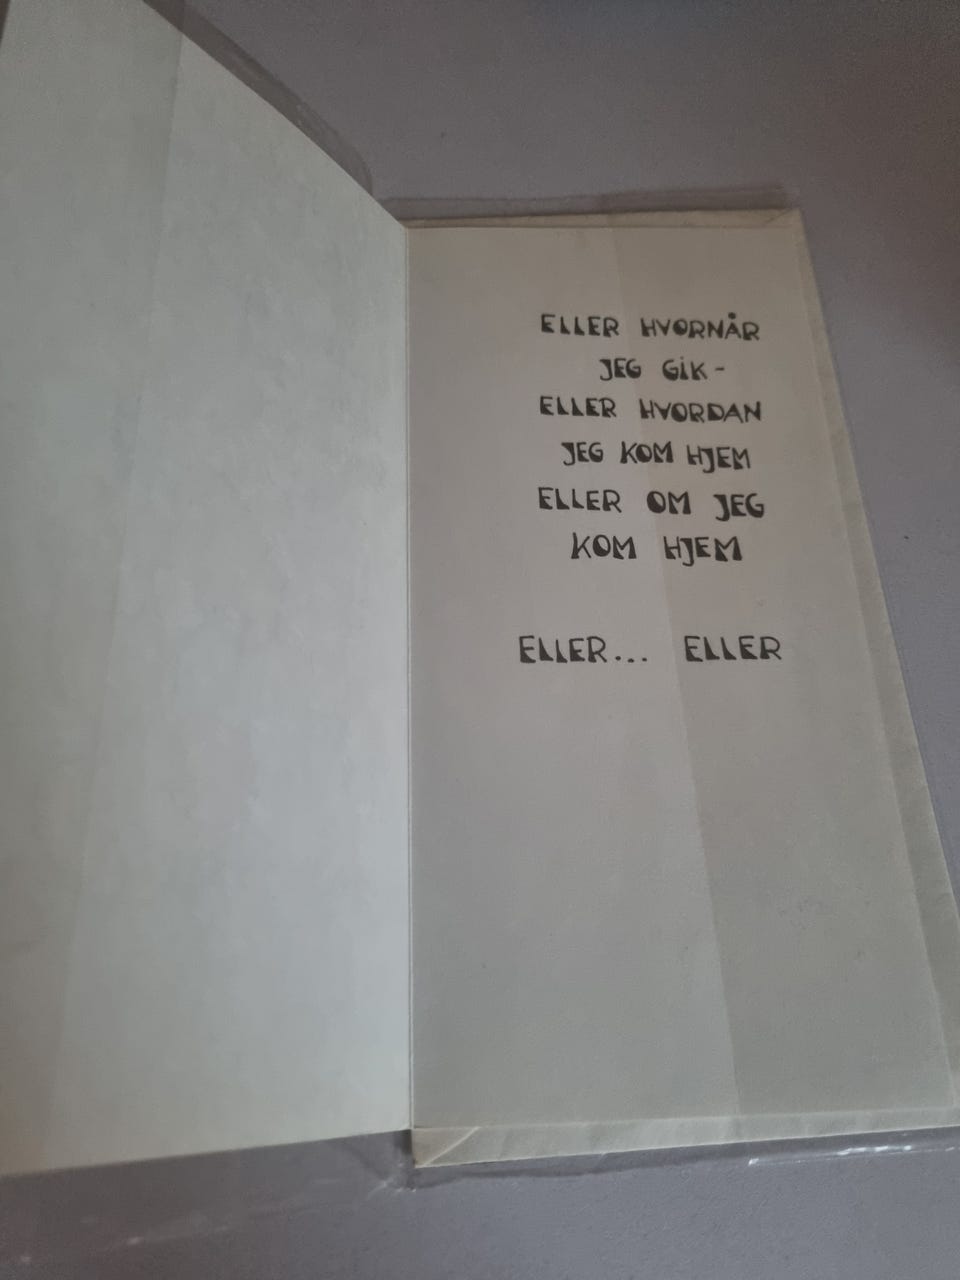 ELLER HVORNÅR
JEG GIK -
ELLER HVORDAN
JEG KOM HJEM
ELLER OM JEG
KOM HJEM
ELLER... ELLER